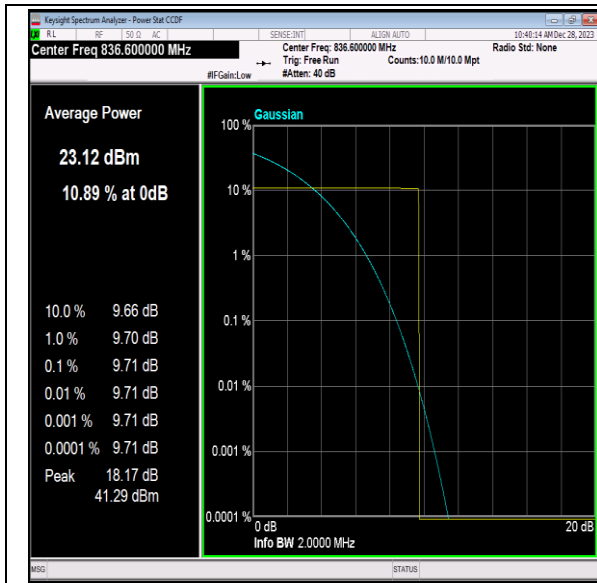 Keysight Spectrum Analyzer - Power Stat CCDF
RL RF 50 Ω AC SENSE:INT ALIGN AUTO 10:40:14 AM Dec 28, 2023
Center Freq 836.600000 MHz
Center Freq: 836.600000 MHz Radio Std: None
Trig: Free Run Counts:10.0 M/10.0 Mpt
#IFGain:Low #Atten: 40 dB
Average Power
23.12 dBm
10.89 % at 0dB
10.0 % 9.66 dB
1.0 % 9.70 dB
0.1 % 9.71 dB
0.01 % 9.71 dB
0.001 % 9.71 dB
0.0001 % 9.71 dB
Peak 18.17 dB
41.29 dBm
Gaussian
100 %
10 %
1 %
0.1 %
0.01 %
0.001 %
0.0001 %
0 dB 20 dB
Info BW 2.0000 MHz
MSG STATUS